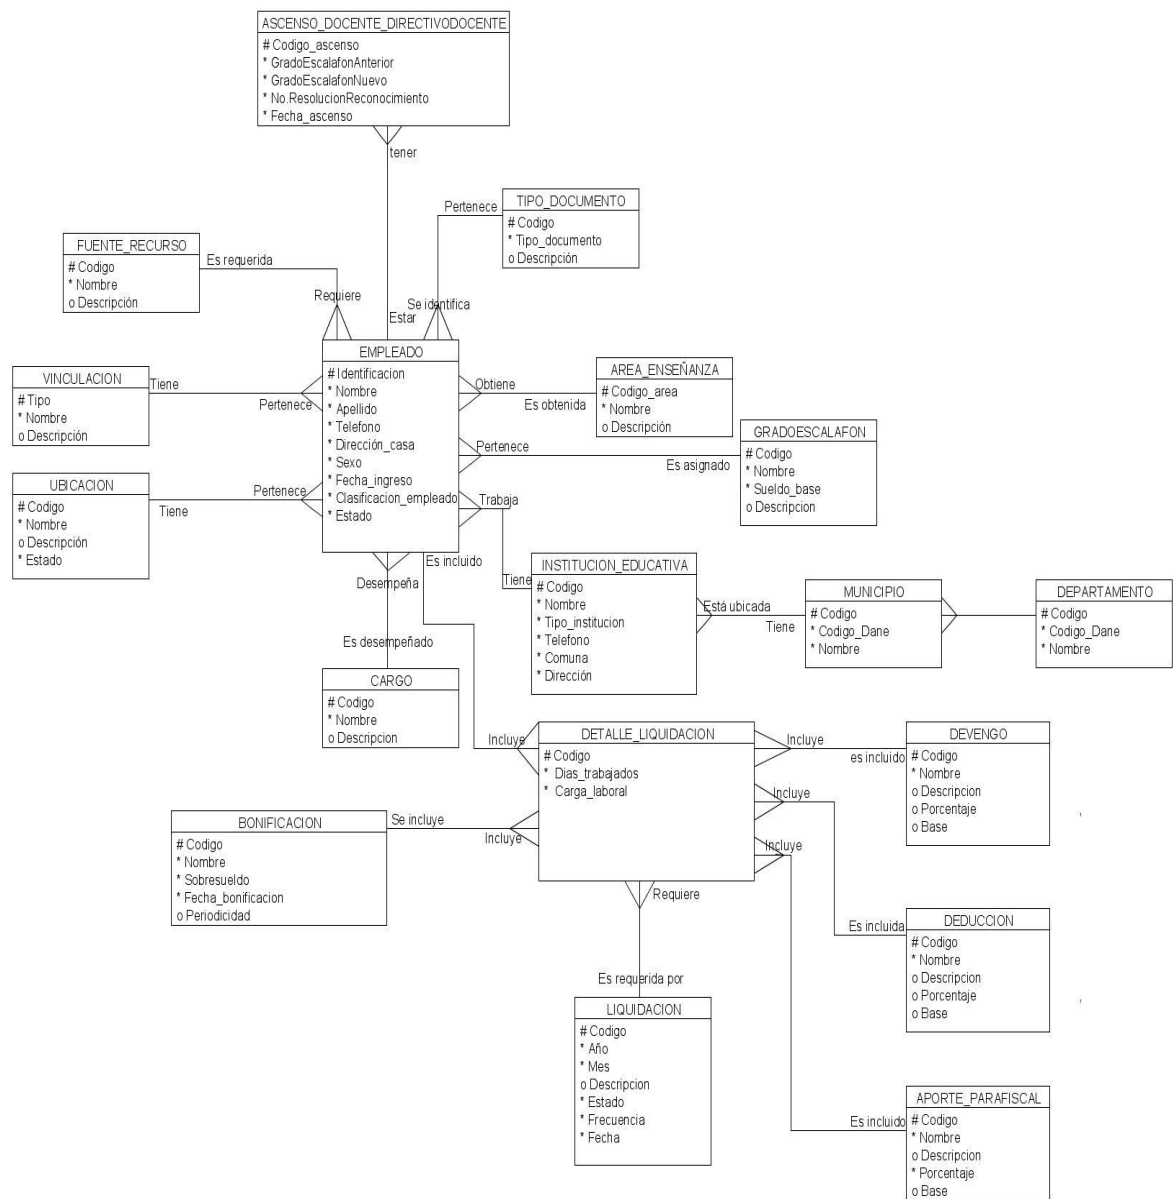 ASCENSO_DOCENTE_DIRECTIVODOCENTE
# Codigo_ascenso
* GradoEscalafonAnterior
* GradoEscalafonNuevo
* No.ResolucionReconocimiento
* Fecha_ascenso
tener
TIPO_DOCUMENTO
# Codigo
* Tipo_documento
o Descripción
Pertenece
Se identifica
FUENTE_RECURSO
# Codigo
* Nombre
o Descripción
Es requerida
Requiere
Estar
EMPLEADO
# Identificacion
* Nombre
* Apellido
* Telefono
* Dirección_casa
* Sexo
* Fecha_ingreso
* Clasificacion_empleado
* Estado
VINCULACION
# Tipo
* Nombre
o Descripción
Tiene
Pertenece
UBICACION
# Codigo
* Nombre
o Descripción
* Estado
Pertenece
Tiene
AREA_ENSEÑANZA
# Codigo_area
* Nombre
o Descripción
Obtiene
Es obtenida
GRADOESCALAFON
# Codigo
* Nombre
* Sueldo_base
o Descripcion
Pertenece
Es asignado
Trabaja
Tiene
INSTITUCION_EDUCATIVA
# Codigo
* Nombre
* Tipo_institucion
* Telefono
* Comuna
* Dirección
Está ubicada
Tiene
MUNICIPIO
# Codigo
* Codigo_Dane
* Nombre
DEPARTAMENTO
# Codigo
* Codigo_Dane
* Nombre
Desempeña
Es incluido
Es desempeñado
CARGO
# Codigo
* Nombre
o Descripcion
Incluye
DETALLE_LIQUIDACION
# Codigo
* Dias_trabajados
* Carga_laboral
Incluye
es incluido
DEVENGO
# Codigo
* Nombre
o Descripcion
o Porcentaje
o Base
,
BONIFICACION
# Codigo
* Nombre
* Sobresueldo
* Fecha_bonificacion
o Periodicidad
Se incluye
Incluye
Incluye
Es incluida
DEDUCCION
# Codigo
* Nombre
o Descripcion
o Porcentaje
o Base
,
Incluye
Requiere
Es requerida por
LIQUIDACION
# Codigo
* Año
* Mes
o Descripcion
* Estado
* Frecuencia
* Fecha
Es incluido
APORTE_PARAFISCAL
# Codigo
* Nombre
o Descripcion
* Porcentaje
o Base